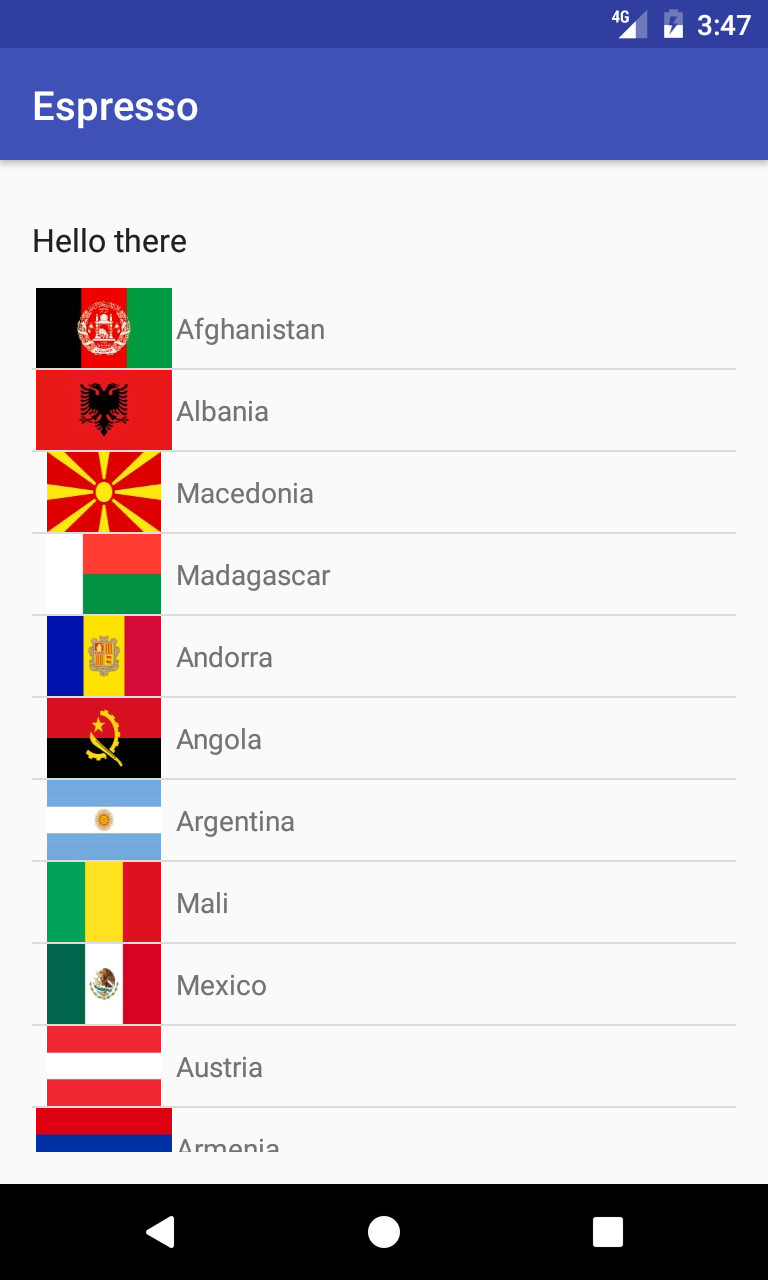 4G 3:47
Espresso
Hello there
Afghanistan
Albania
Macedonia
Madagascar
Andorra
Angola
Argentina
Mali
Mexico
Austria
Armenia